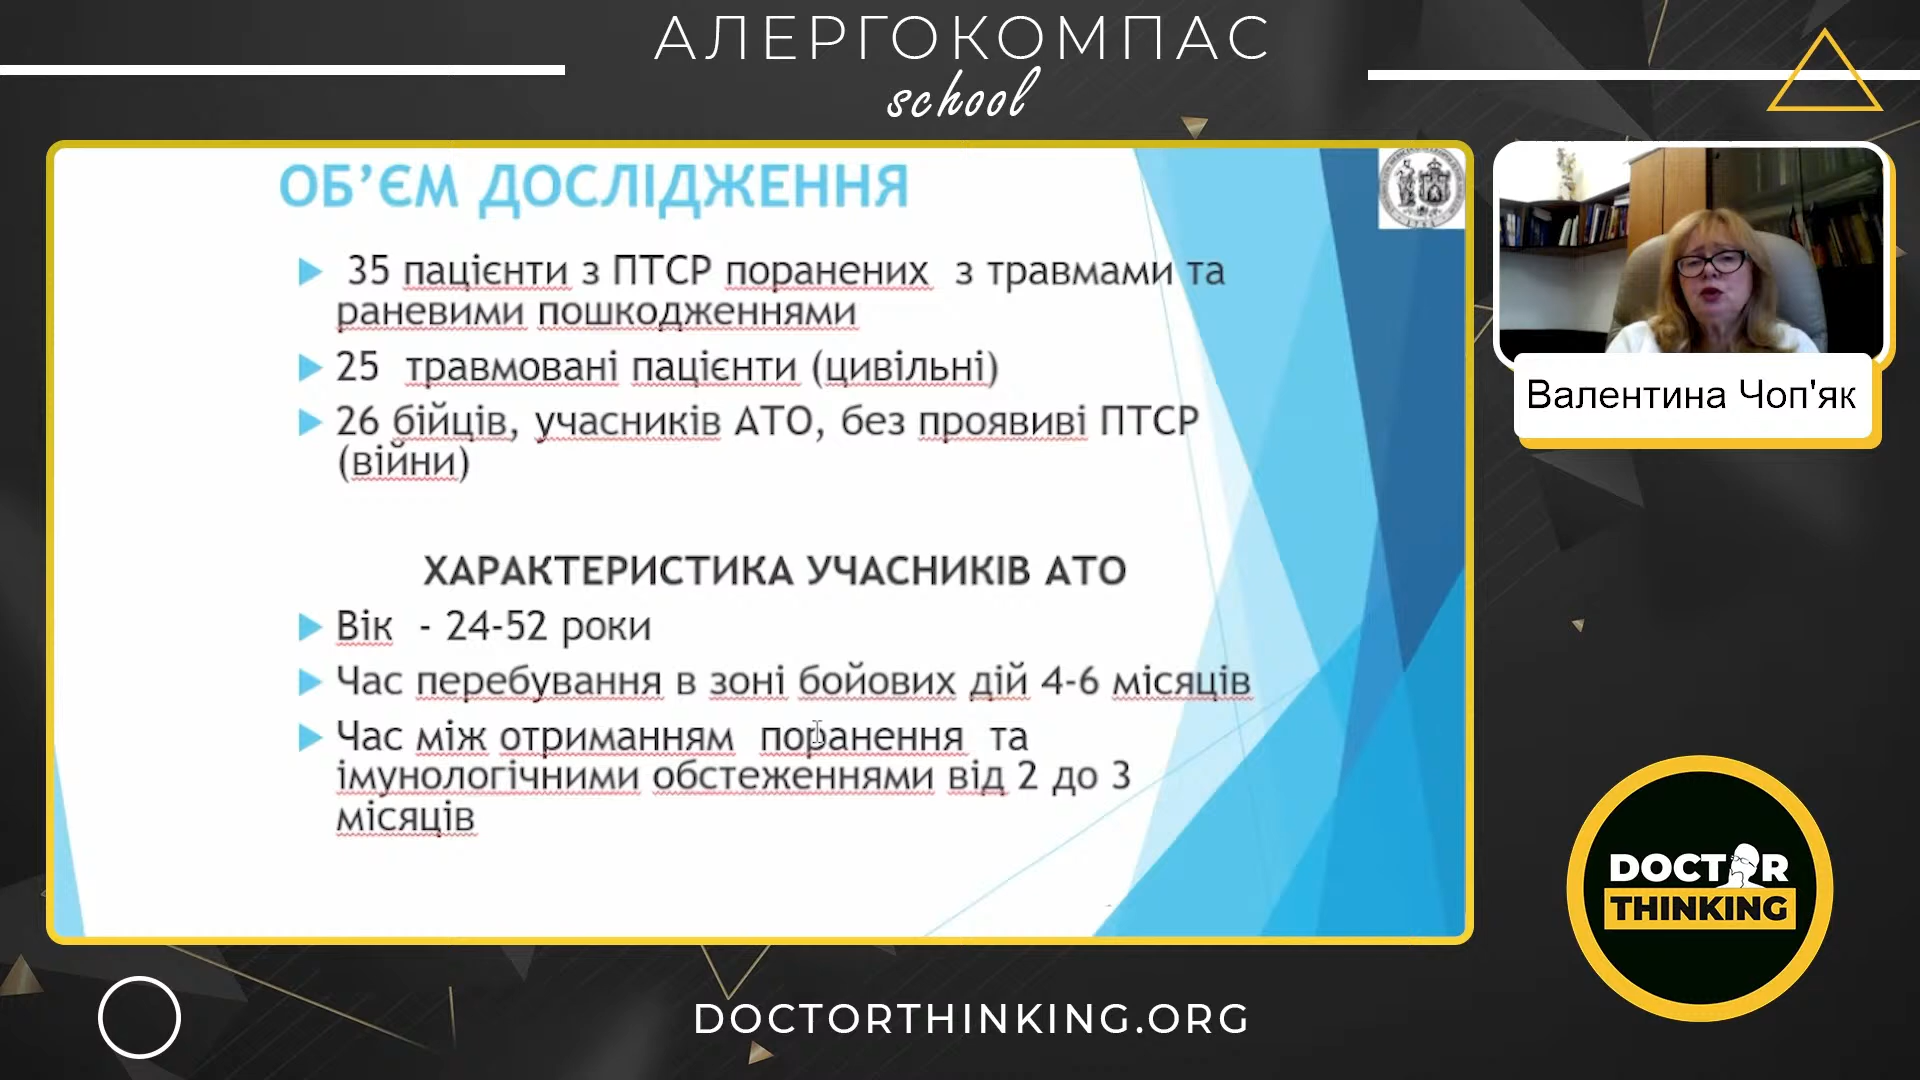 АЛЕРГОКОМПАС
school
ОБ’ЄМ ДОСЛІДЖЕННЯ
35 пацієнти з ПТСР поранених з травмами та
раневими пошкодженнями
25 травмовані пацієнти (цивільні)
26 бійців, учасників АТО, без проявиві ПТСР
(війни)
ХАРАКТЕРИСТИКА УЧАСНИКІВ АТО
Вік - 24-52 роки
Час перебування в зоні бойових дій 4-6 місяців
Час між отриманням поранення та
імунологічними обстеженнями від 2 до 3
місяців
Валентина Чоп'як
DOCTOR
THINKING
DOCTORTHINKING.ORG